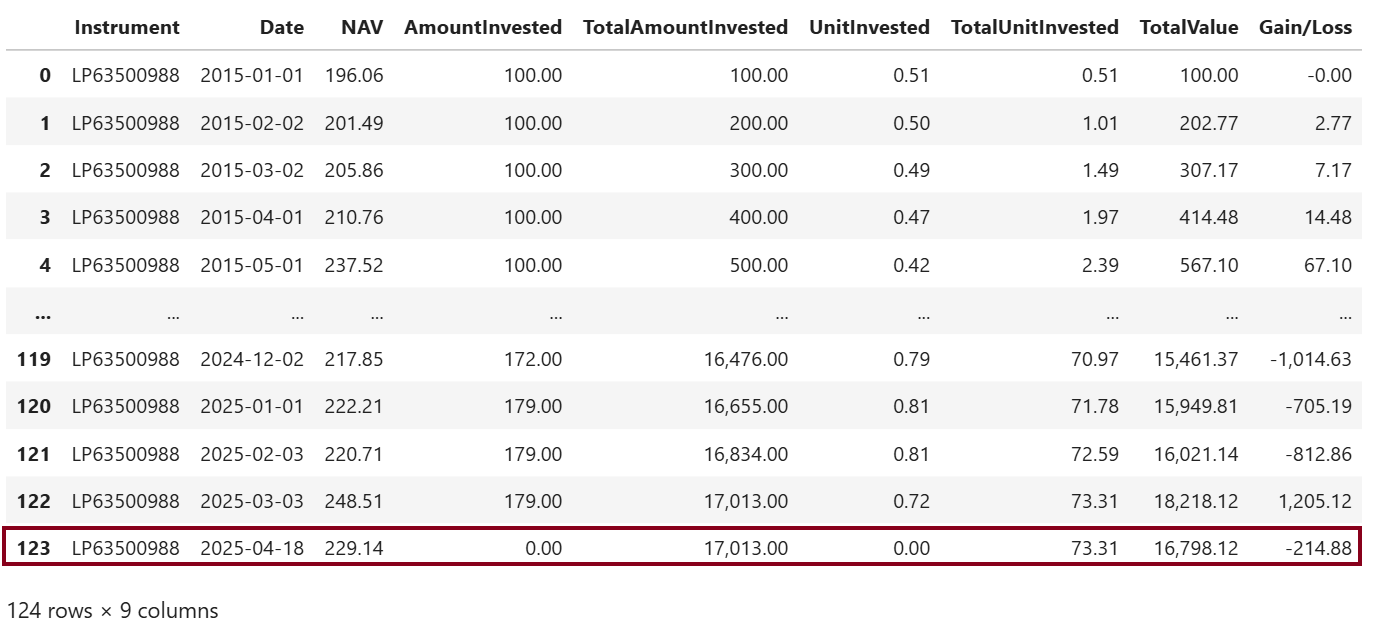 Instrument Date NAV AmountInvested TotalAmountInvested UnitInvested TotalUnitInvested TotalValue Gain/Loss
0 LP63500988 2015-01-01 196.06 100.00 100.00 0.51 0.51 100.00 -0.00
1 LP63500988 2015-02-02 201.49 100.00 200.00 0.50 1.01 202.77 2.77
2 LP63500988 2015-03-02 205.86 100.00 300.00 0.49 1.49 307.17 7.17
3 LP63500988 2015-04-01 210.76 100.00 400.00 0.47 1.97 414.48 14.48
4 LP63500988 2015-05-01 237.52 100.00 500.00 0.42 2.39 567.10 67.10
... ... ... ... ... ... ... ... ... ...
119 LP63500988 2024-12-02 217.85 172.00 16,476.00 0.79 70.97 15,461.37 -1,014.63
120 LP63500988 2025-01-01 222.21 179.00 16,655.00 0.81 71.78 15,949.81 -705.19
121 LP63500988 2025-02-03 220.71 179.00 16,834.00 0.81 72.59 16,021.14 -812.86
122 LP63500988 2025-03-03 248.51 179.00 17,013.00 0.72 73.31 18,218.12 1,205.12
123 LP63500988 2025-04-18 229.14 0.00 17,013.00 0.00 73.31 16,798.12 -214.88
124 rows × 9 columns